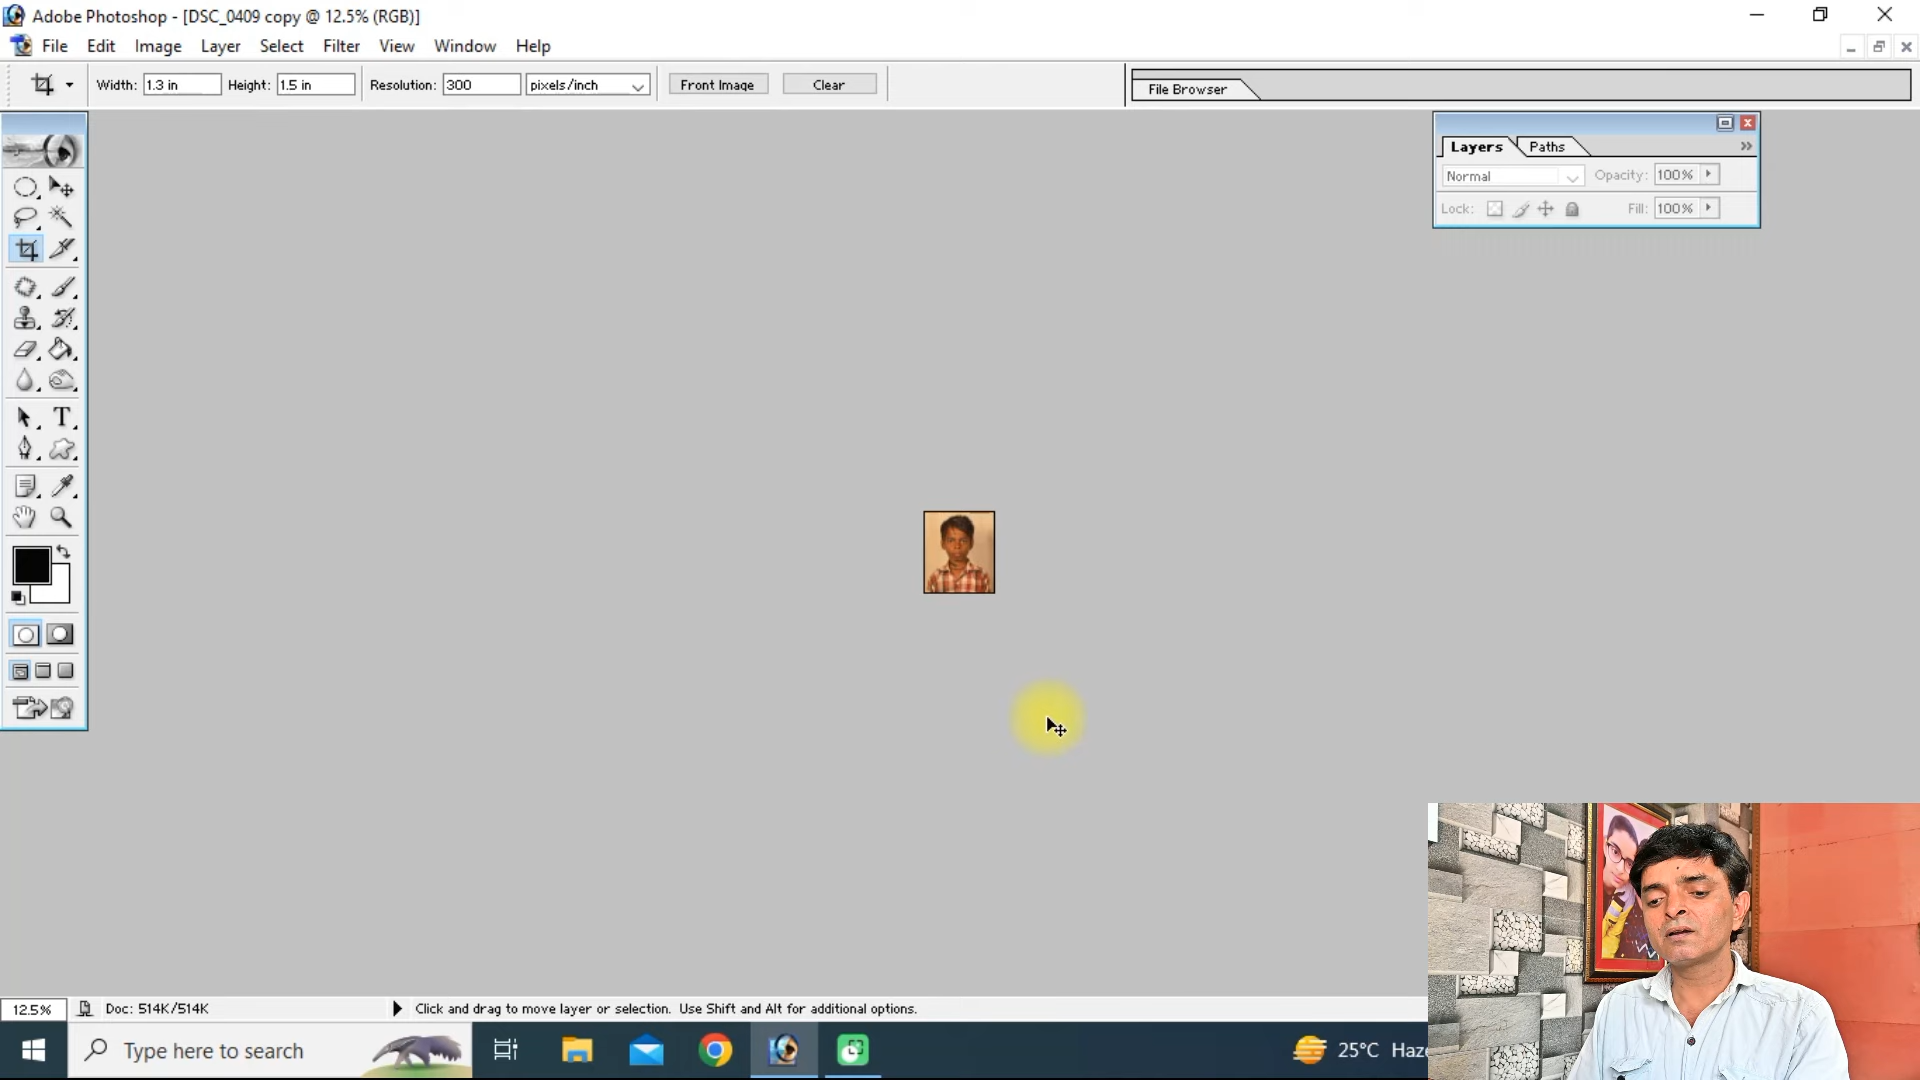 Adobe Photoshop - [DSC_0409 copy @ 12.5% (RGB)]
File Edit Image Layer Select Filter View Window Help
Width: 1.3 in Height: 1.5 in Resolution: 300 pixels/inch Front Image Clear
File Browser
Layers Paths
Normal Opacity: 100%
Lock: Fill: 100%
T
12.5% Doc: 514K/514K Click and drag to move layer or selection. Use Shift and Alt for additional options.
Type here to search 25°C Haze